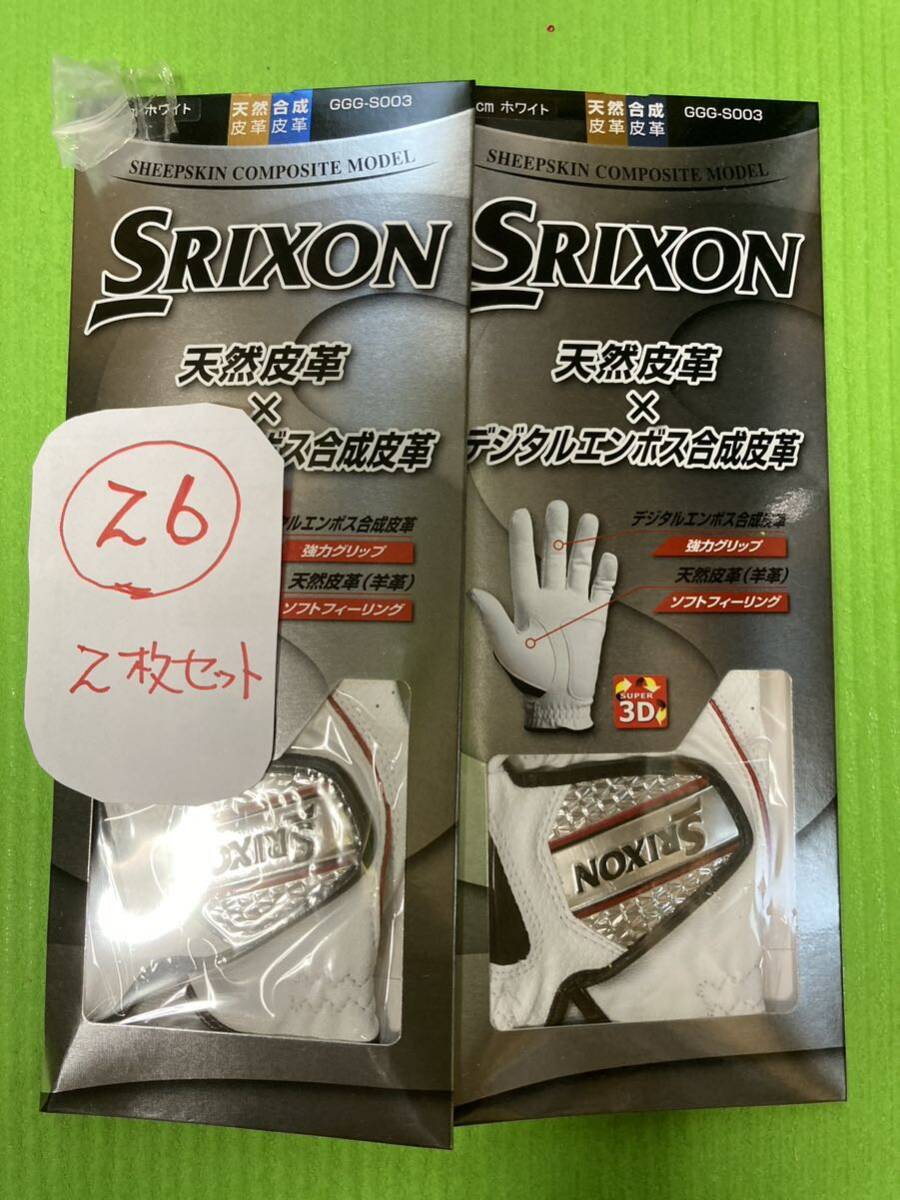 ホワイト
天然 合成
皮革 皮革
GGG-S003
SHEEPSKIN COMPOSITE MODEL
SRIXON
天然皮革
×
ボス合成皮革
タルエンボス合成皮革
強力グリップ
天然皮革(羊革)
ソフトフィーリング
SRIXON
26
2枚セット
cm ホワイト
天然 合成
皮革 皮革
GGG-S003
SHEEPSKIN COMPOSITE MODEL
SRIXON
天然皮革
×
デジタルエンボス合成皮革
デジタルエンボス合成皮革
強力グリップ
天然皮革(羊革)
ソフトフィーリング
SUPER
3D
SRIXON